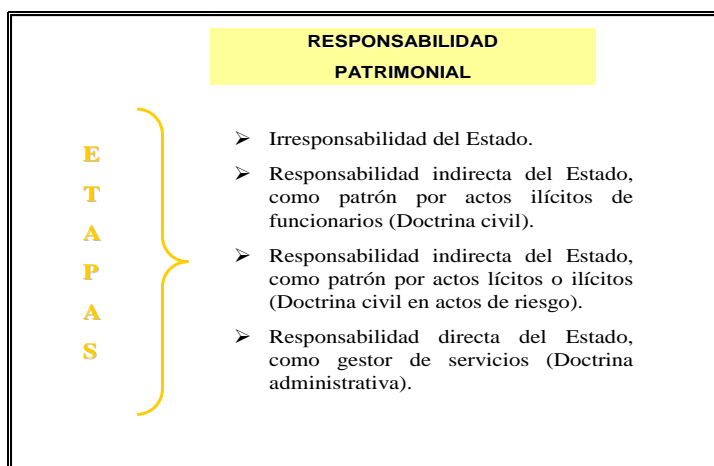 RESPONSABILIDAD
PATRIMONIAL
E
T
A
P
A
S
➢ Irresponsabilidad del Estado.
➢ Responsabilidad indirecta del Estado,
como patrón por actos ilícitos de
funcionarios (Doctrina civil).
➢ Responsabilidad indirecta del Estado,
como patrón por actos lícitos o ilícitos
(Doctrina civil en actos de riesgo).
➢ Responsabilidad directa del Estado,
como gestor de servicios (Doctrina
administrativa).